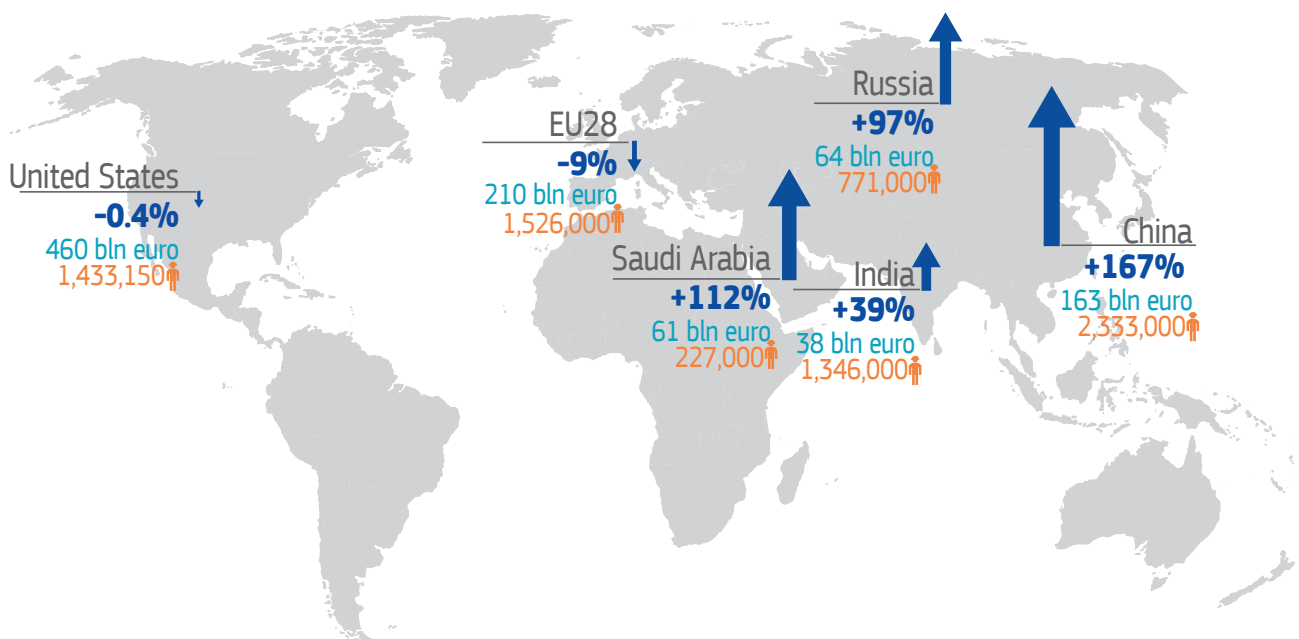 United States
-0.4%
460 bln euro
1,433,150
EU28
-9%
210 bln euro
1,526,000
Russia
+97%
64 bln euro
771,000
Saudi Arabia
+112%
61 bln euro
227,000
India
+39%
38 bln euro
1,346,000
China
+167%
163 bln euro
2,333,000